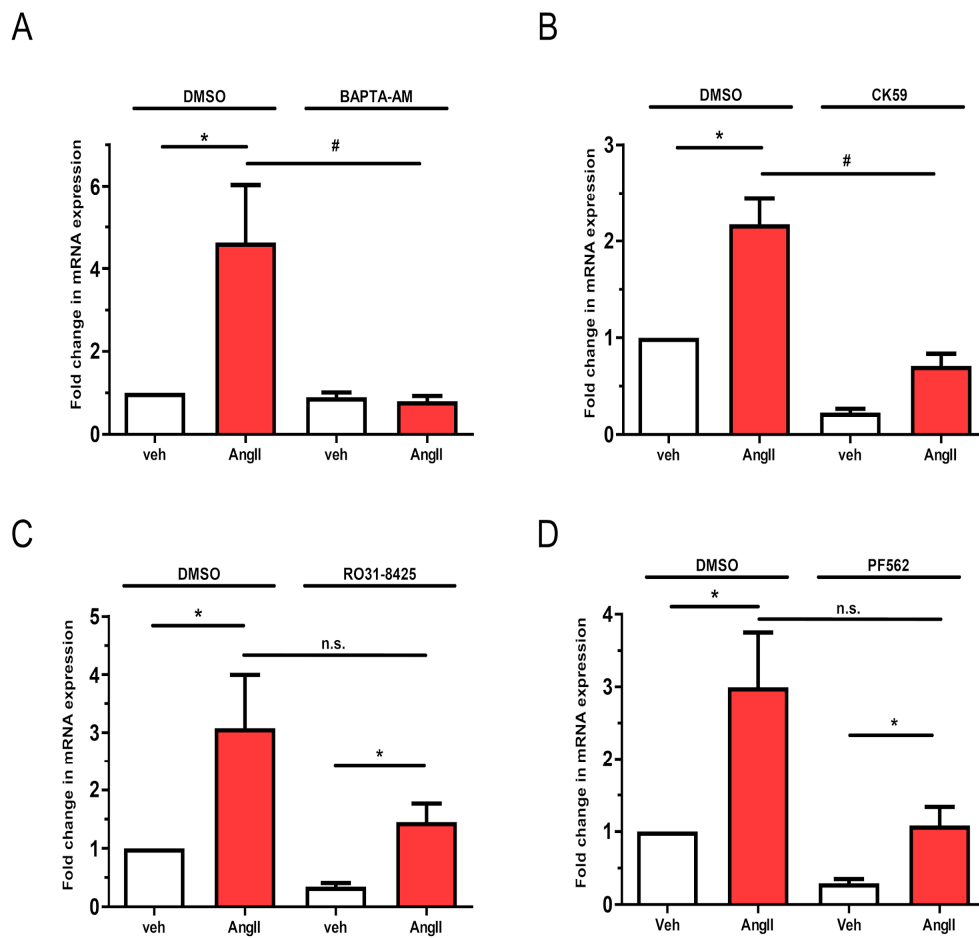 A
DMSO BAPTA-AM
* #
Fold change in mRNA expression
6
4
2
0
veh AngII veh AngII
B
DMSO CK59
* #
Fold change in mRNA expression
3
2
1
0
veh AngII veh AngII
C
DMSO RO31-8425
* n.s.
*
Fold change in mRNA expression
5
4
3
2
1
0
veh AngII veh AngII
D
DMSO PF562
* n.s.
*
Fold change in mRNA expression
4
3
2
1
0
Veh AngII Veh AngII